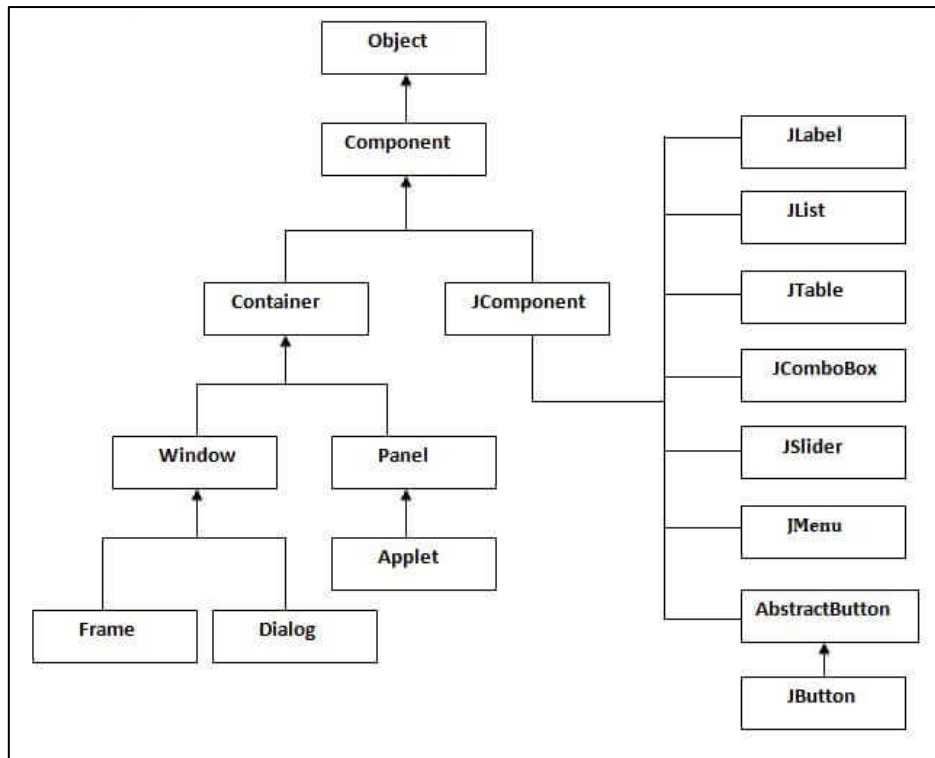 Object
Component
Container
JComponent
Window
Panel
Applet
Frame
Dialog
JLabel
JList
JTable
JComboBox
JSlider
JMenu
AbstractButton
JButton